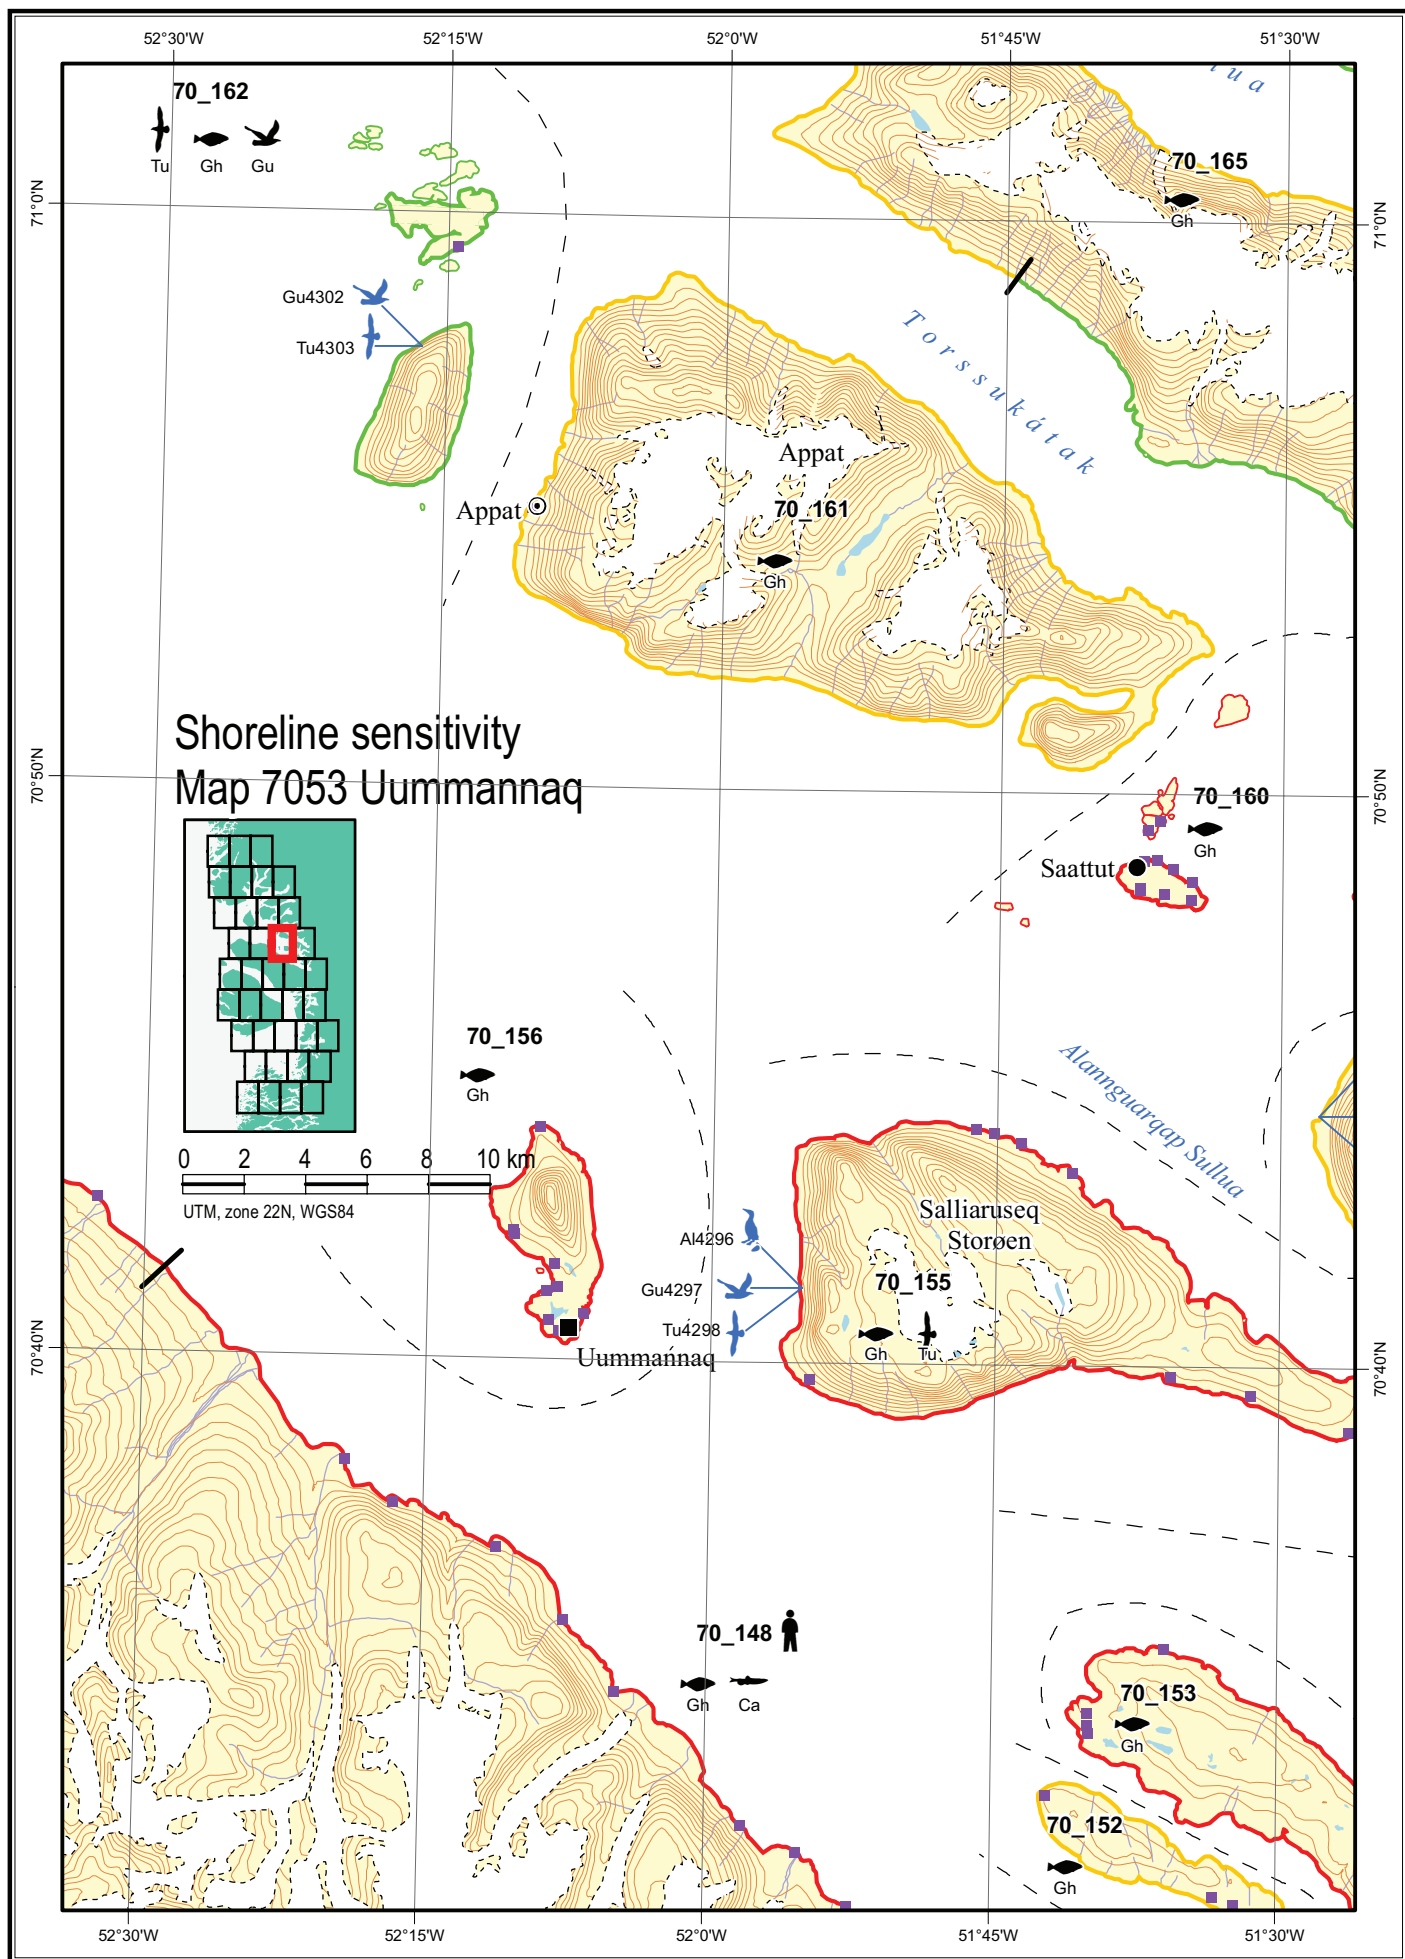 52°30'W 52°15'W 52°0'W 51°45'W 51°30'W
tua
70_162
Tu Gh Gu
70_165
Gh
71°0'N
71°0'N
Gu4302
Tu4303
Torssukátak
Appat
Appat
70_161
Gh
Shoreline sensitivity
Map 7053 Uummannaq
70°50'N
70°50'N
70_160
Gh
Saattut
70_156
Gh
Alannguarqap Sullua
0 2 4 6 8 10 km
UTM, zone 22N, WGS84
Salliaruseq
Storøen
Al4296
Gu4297
Tu4298
70_155
Gh Tu
Uummannaq
70°40'N
70°40'N
70_148
Gh Ca
70_153
Gh
70_152
Gh
52°30'W 52°15'W 52°0'W 51°45'W 51°30'W